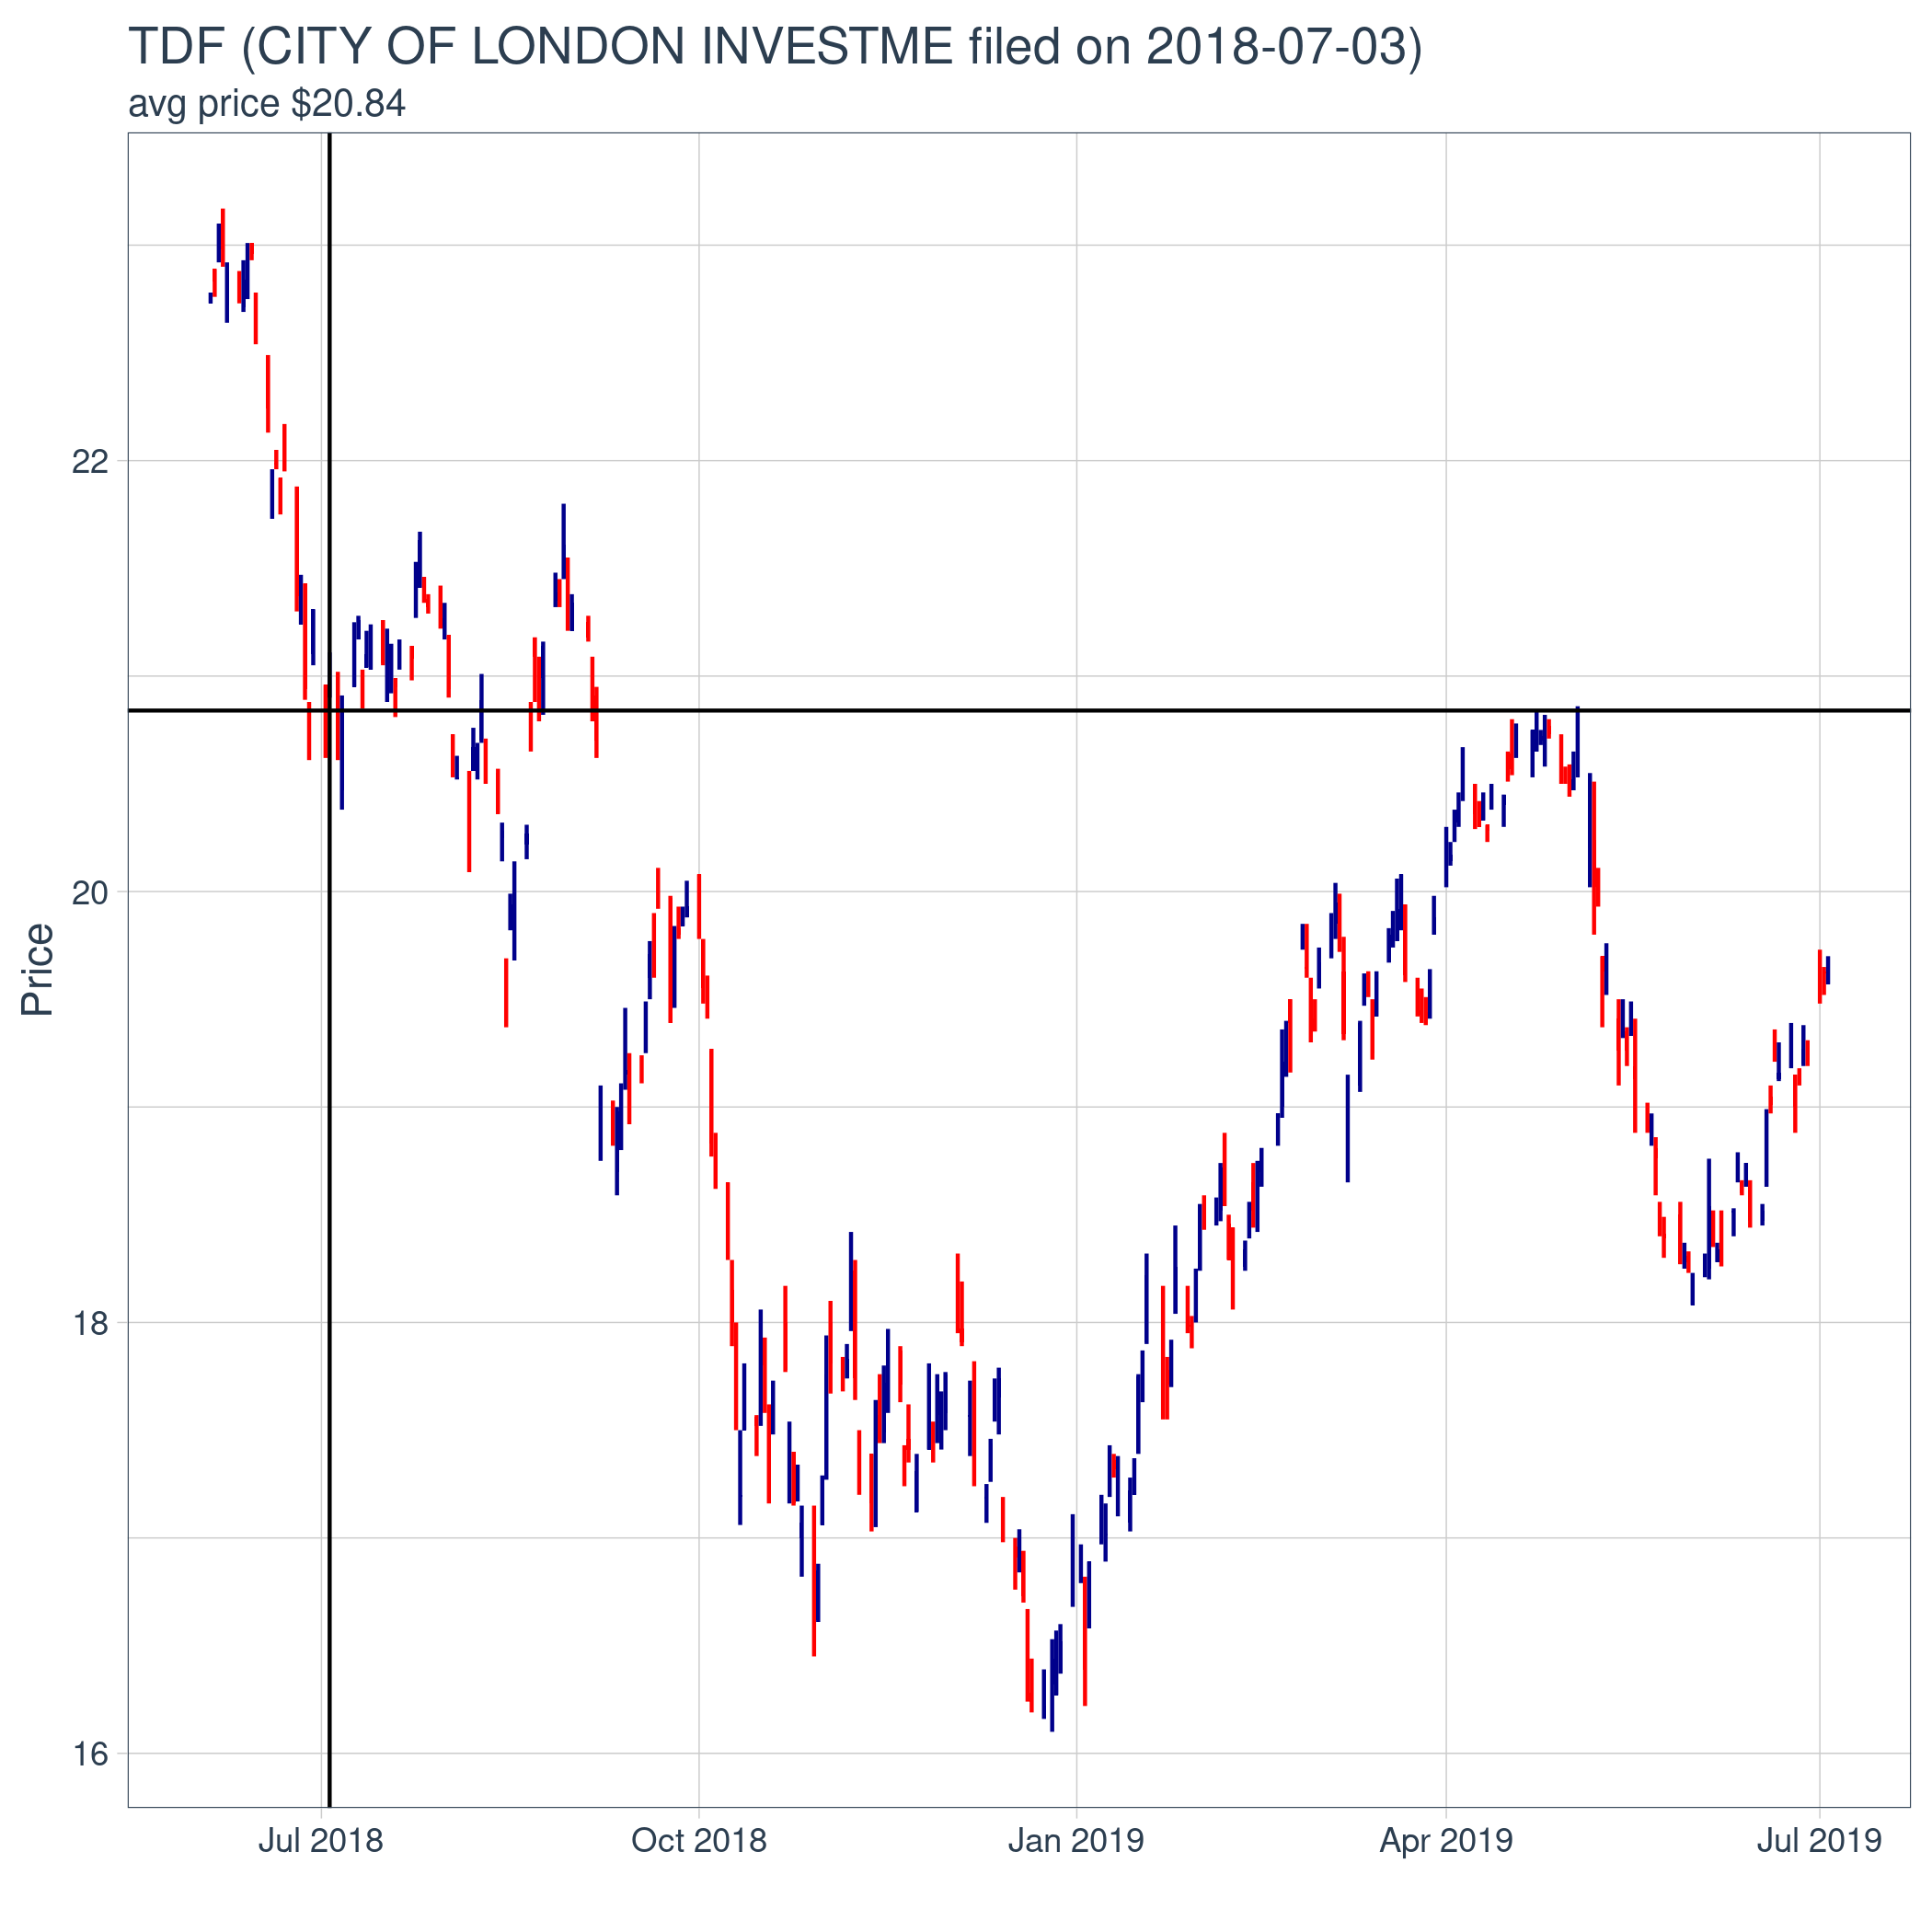 TDF (CITY OF LONDON INVESTME filed on 2018-07-03)
avg price $20.84
22
20
18
16
Price
Jul 2018
Oct 2018
Jan 2019
Apr 2019
Jul 2019